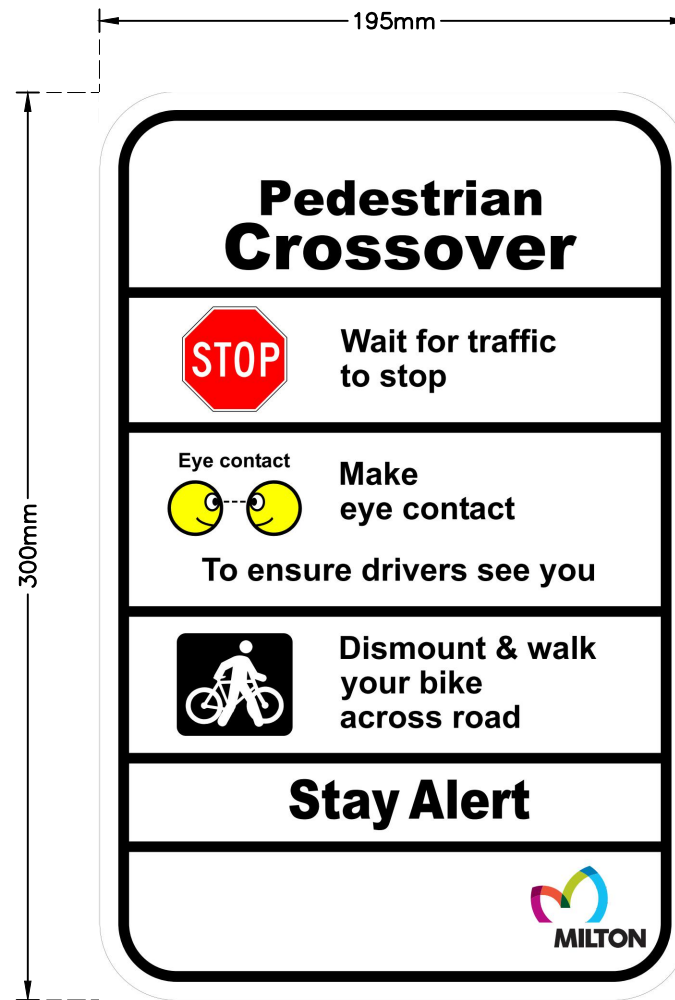 195mm
300mm
Pedestrian
Crossover
STOP
Wait for traffic
to stop
Eye contact
Make
eye contact
To ensure drivers see you
Dismount & walk
your bike
across road
Stay Alert
MILTON